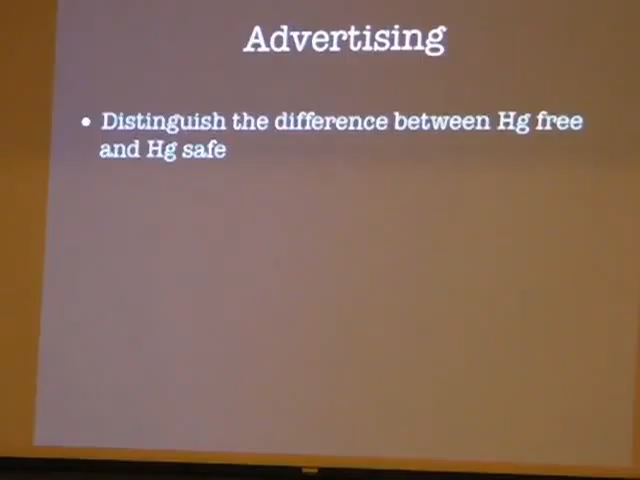 Advertising
• Distinguish the difference between Hg free
and Hg safe